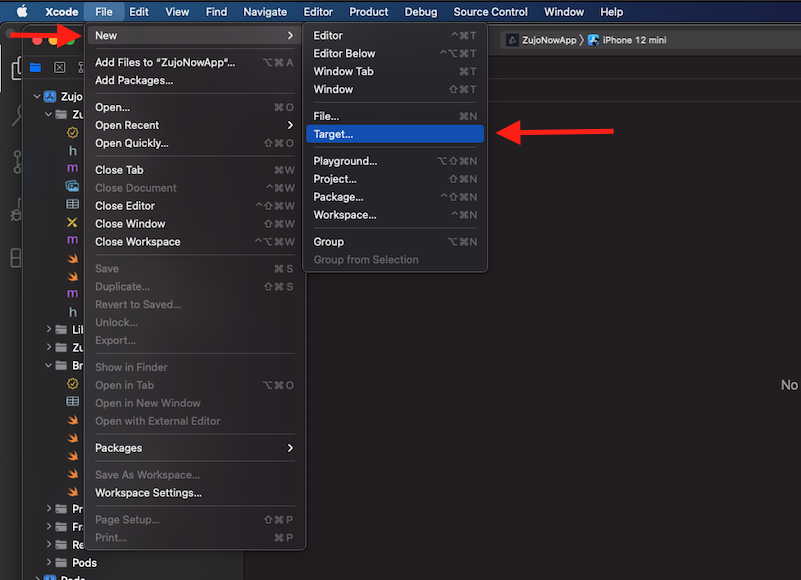 Xcode File Edit View Find Navigate Editor Product Debug Source Control Window Help
ZujoNowApp 〉 iPhone 12 mini
New
Add Files to “ZujoNowApp”... ⌥⌘A
Add Packages...
Open... ⌘O
Open Recent
Open Quickly... ⇧⌘O
Close Tab ⌘W
Close Document ^⌘W
Close Editor ^⇧⌘W
Close Window ⇧⌘W
Close Workspace ^⌥⌘W
Save ⌘S
Duplicate... ⇧⌘S
Revert to Saved...
Unlock...
Export...
Show in Finder
Open in Tab ⌥⌘O
Open in New Window
Open with External Editor
Packages
Save As Workspace...
Workspace Settings...
Page Setup... ⇧⌘P
Print... ⌘P
Editor ^⌘T
Editor Below ^⌥⌘T
Window Tab ⌘T
Window ⇧⌘T
File... ⌘N
Target...
Playground... ⌥⇧⌘N
Project... ⇧⌘N
Package... ^⇧⌘N
Workspace... ^⌘N
Group ⌥⌘N
Group from Selection
Zujo
Zu
Lil
Zu
Br
Pr
Fra
Re
Pods
No